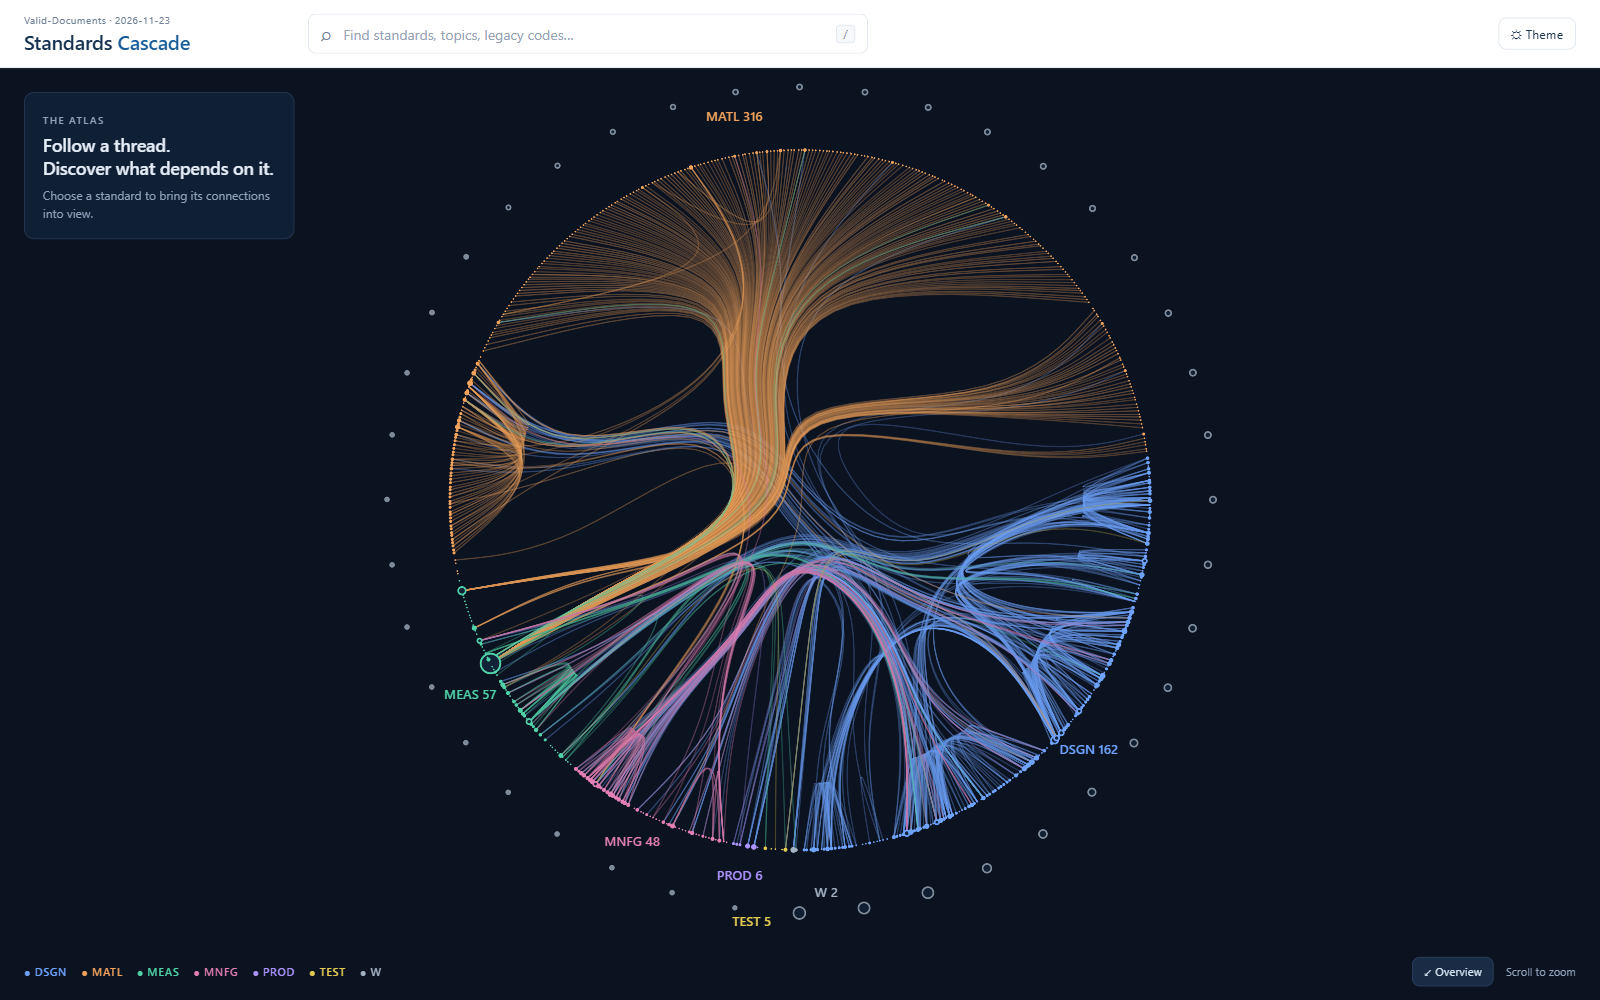 Valid-Documents · 2026-11-23
Standards Cascade
Find standards, topics, legacy codes...
/
Theme
THE ATLAS
Follow a thread.
Discover what depends on it.
Choose a standard to bring its connections
into view.
MATL 316
MEAS 57
DSGN 162
MNFG 48
PROD 6
W 2
TEST 5
DSGN
MATL
MEAS
MNFG
PROD
TEST
W
Overview
Scroll to zoom